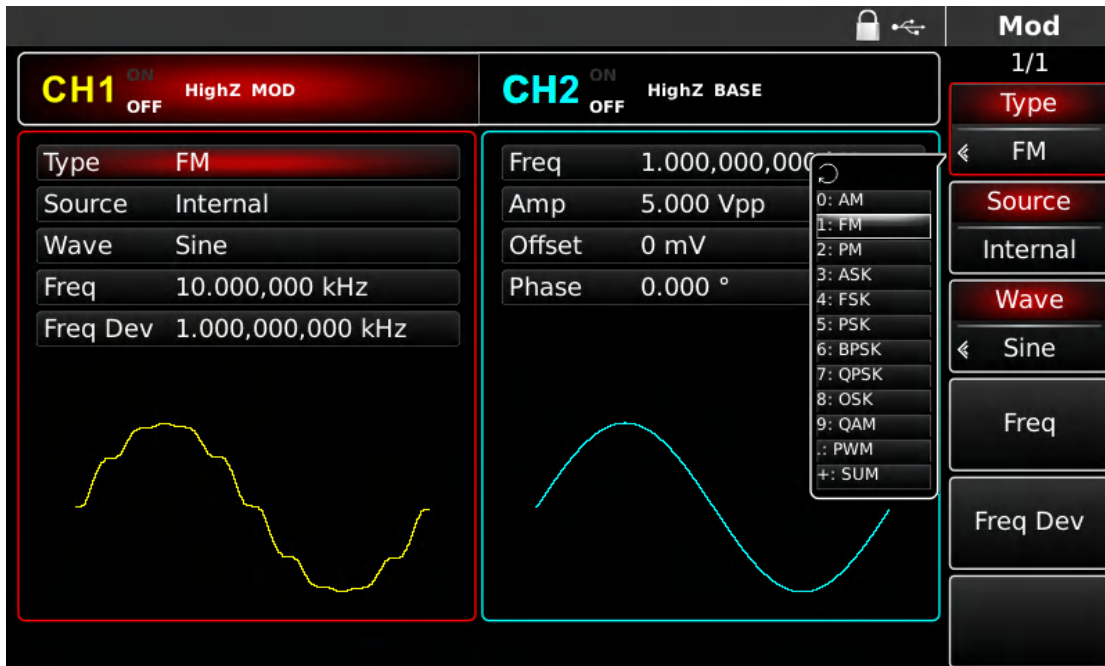 Mod
1/1
CH1 ON OFF HighZ MOD
CH2 ON OFF HighZ BASE
Type FM
Source Internal
Wave Sine
Freq 10.000,000 kHz
Freq Dev 1.000,000,000 kHz
Freq 1.000,000,000
Amp 5.000 Vpp
Offset 0 mV
Phase 0.000 °
0: AM
1: FM
2: PM
3: ASK
4: FSK
5: PSK
6: BPSK
7: QPSK
8: OSK
9: QAM
.: PWM
+: SUM
Type
FM
Source
Internal
Wave
Sine
Freq
Freq Dev